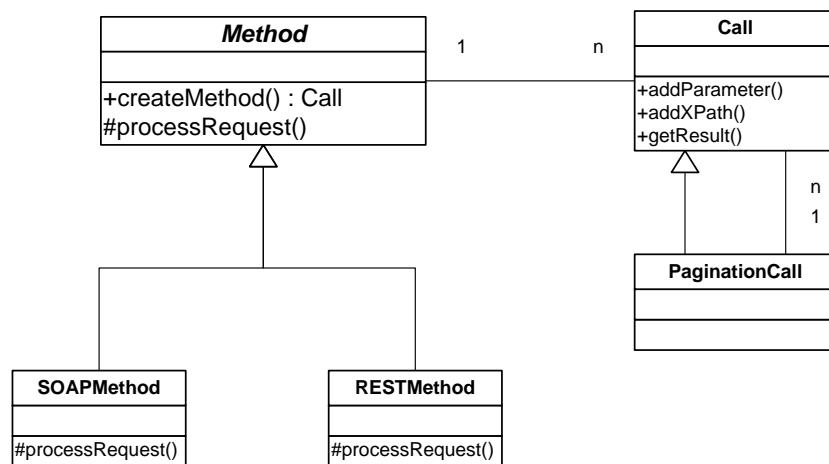 Method
+createMethod() : Call
#processRequest()
1
n
Call
+addParameter()
+addXPath()
+getResult()
n
1
PaginationCall
SOAPMethod
#processRequest()
RESTMethod
#processRequest()